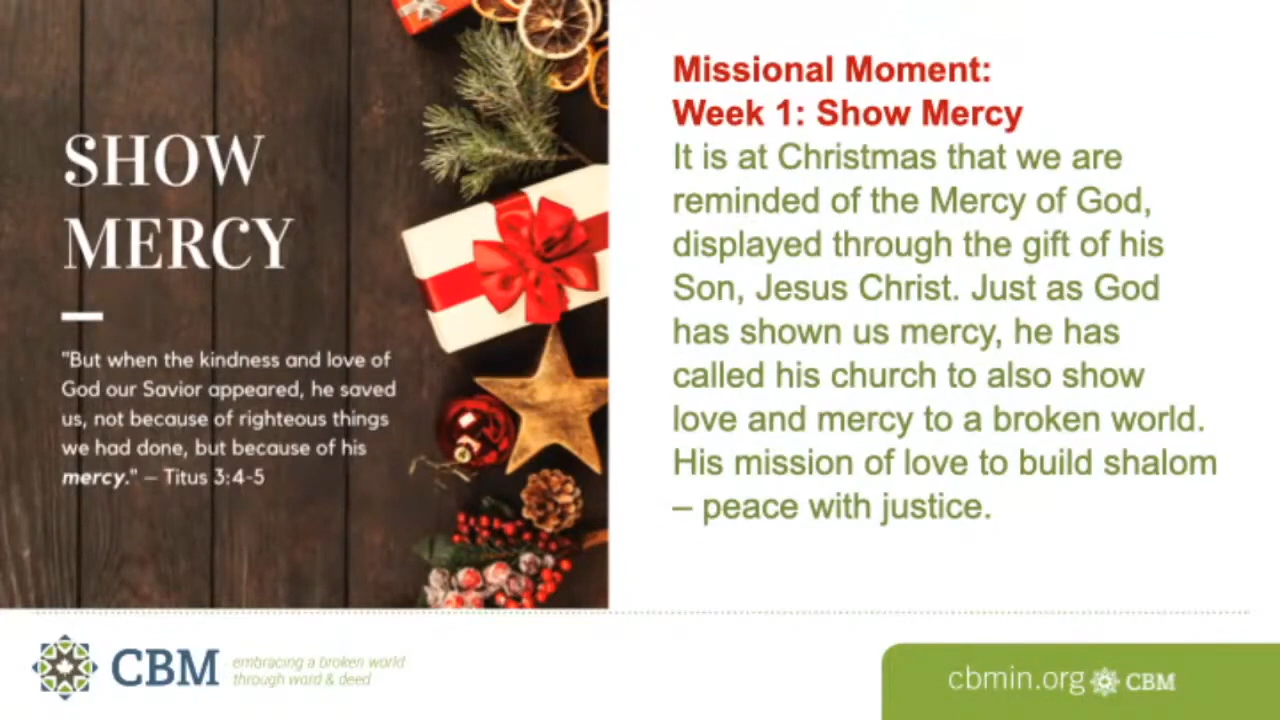 SHOW
MERCY
"But when the kindness and love of
God our Savior appeared, he saved
us, not because of righteous things
we had done, but because of his
mercy." – Titus 3:4-5
Missional Moment:
Week 1: Show Mercy
It is at Christmas that we are
reminded of the Mercy of God,
displayed through the gift of his
Son, Jesus Christ. Just as God
has shown us mercy, he has
called his church to also show
love and mercy to a broken world.
His mission of love to build shalom
– peace with justice.
CBM
embracing a broken world
through word & deed
cbmin.org CBM